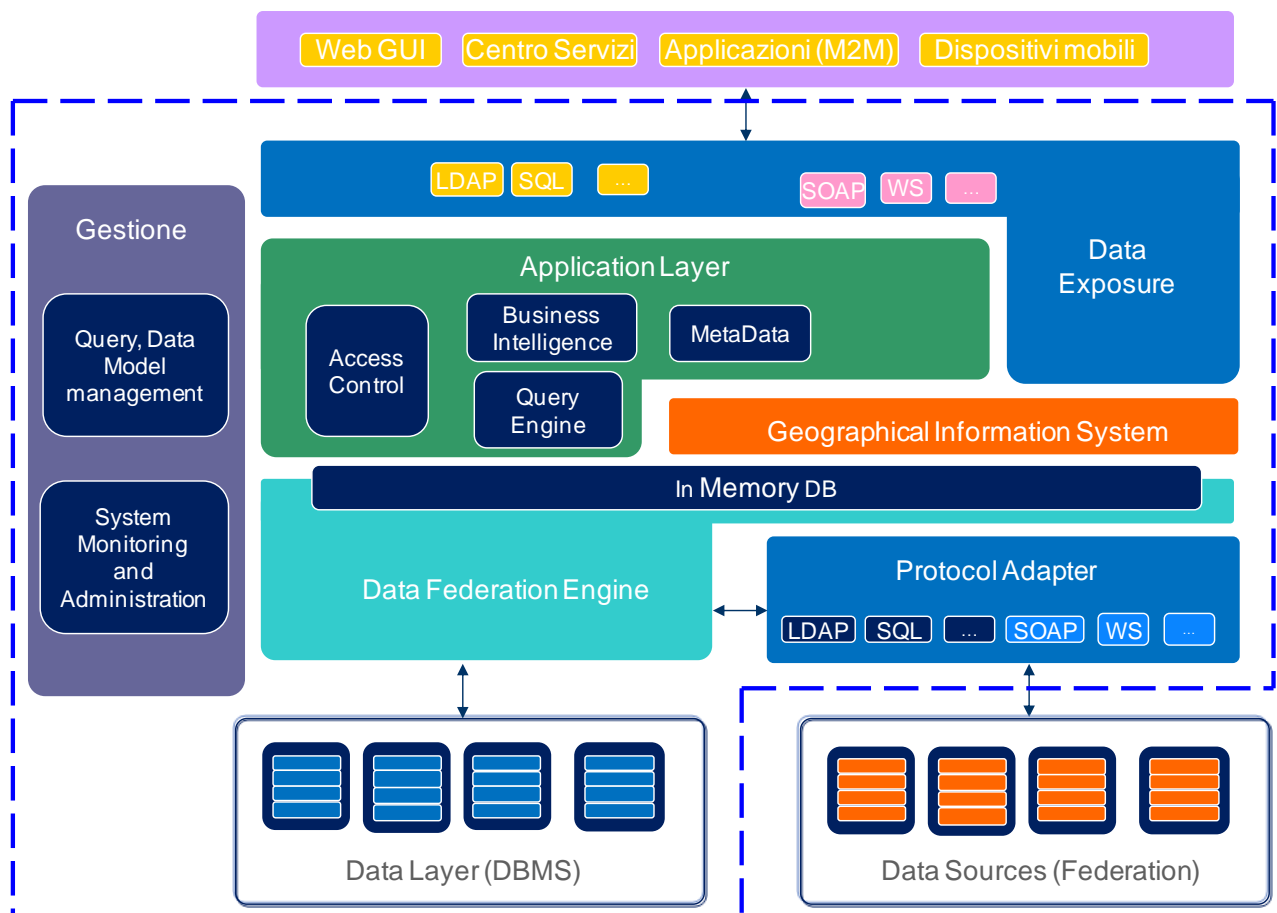 Web GUI
Centro Servizi
Applicazioni (M2M)
Dispositivi mobili
LDAP
SQL
...
SOAP
WS
...
Data
Exposure
Gestione
Query, Data
Model
management
System
Monitoring
and
Administration
Application Layer
Access
Control
Business
Intelligence
MetaData
Query
Engine
Geographical Information System
In Memory DB
Data Federation Engine
Protocol Adapter
LDAP
SQL
...
SOAP
WS
...
Data Layer (DBMS)
Data Sources (Federation)